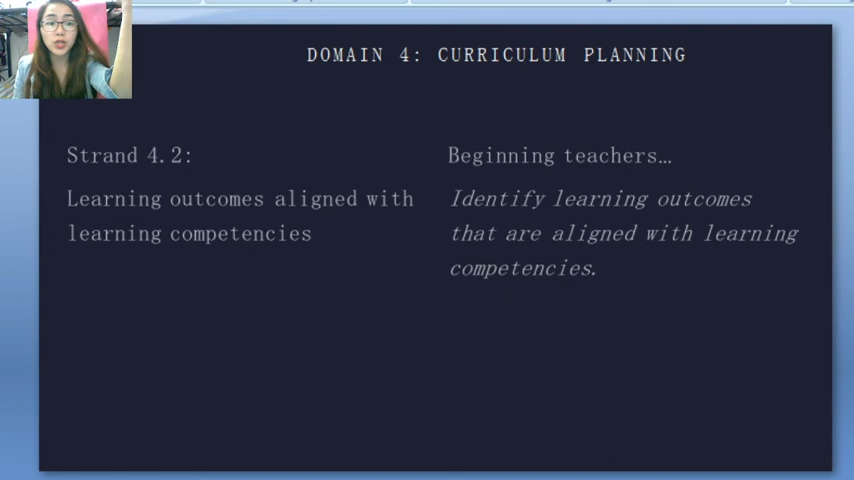 DOMAIN 4: CURRICULUM PLANNING
Strand 4.2:
Learning outcomes aligned with
learning competencies
Beginning teachers…
Identify learning outcomes
that are aligned with learning
competencies.